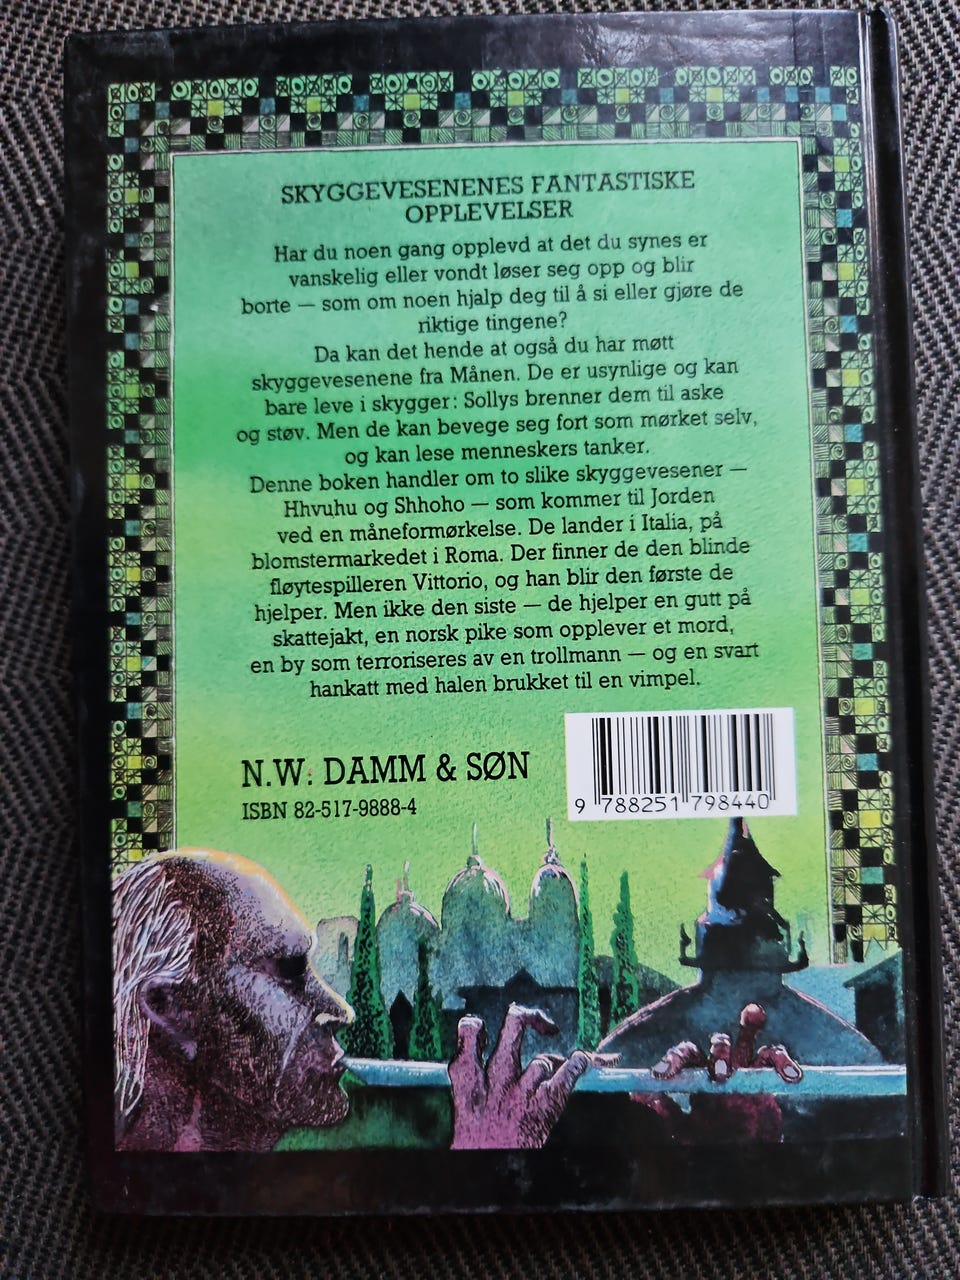 SKYGGEVESENENES FANTASTISKE
OPPLEVELSER
Har du noen gang opplevd at det du synes er
vanskelig eller vondt løser seg opp og blir
borte — som om noen hjalp deg til å si eller gjøre de
riktige tingene?
Da kan det hende at også du har møtt
skyggevesenene fra Månen. De er usynlige og kan
bare leve i skygger: Sollys brenner dem til aske
og støv. Men de kan bevege seg fort som mørket selv,
og kan lese menneskers tanker.
Denne boken handler om to slike skyggevesener —
Hhvuhu og Shhoho — som kommer til Jorden
ved en måneformørkelse. De lander i Italia, på
blomstermarkedet i Roma. Der finner de den blinde
fløytespilleren Vittorio, og han blir den første de
hjelper. Men ikke den siste — de hjelper en gutt på
skattejakt, en norsk pike som opplever et mord,
en by som terroriseres av en trollmann — og en svart
hankatt med halen brukket til en vimpel.
N.W. DAMM & SØN
ISBN 82-517-9888-4
9 788251 798440